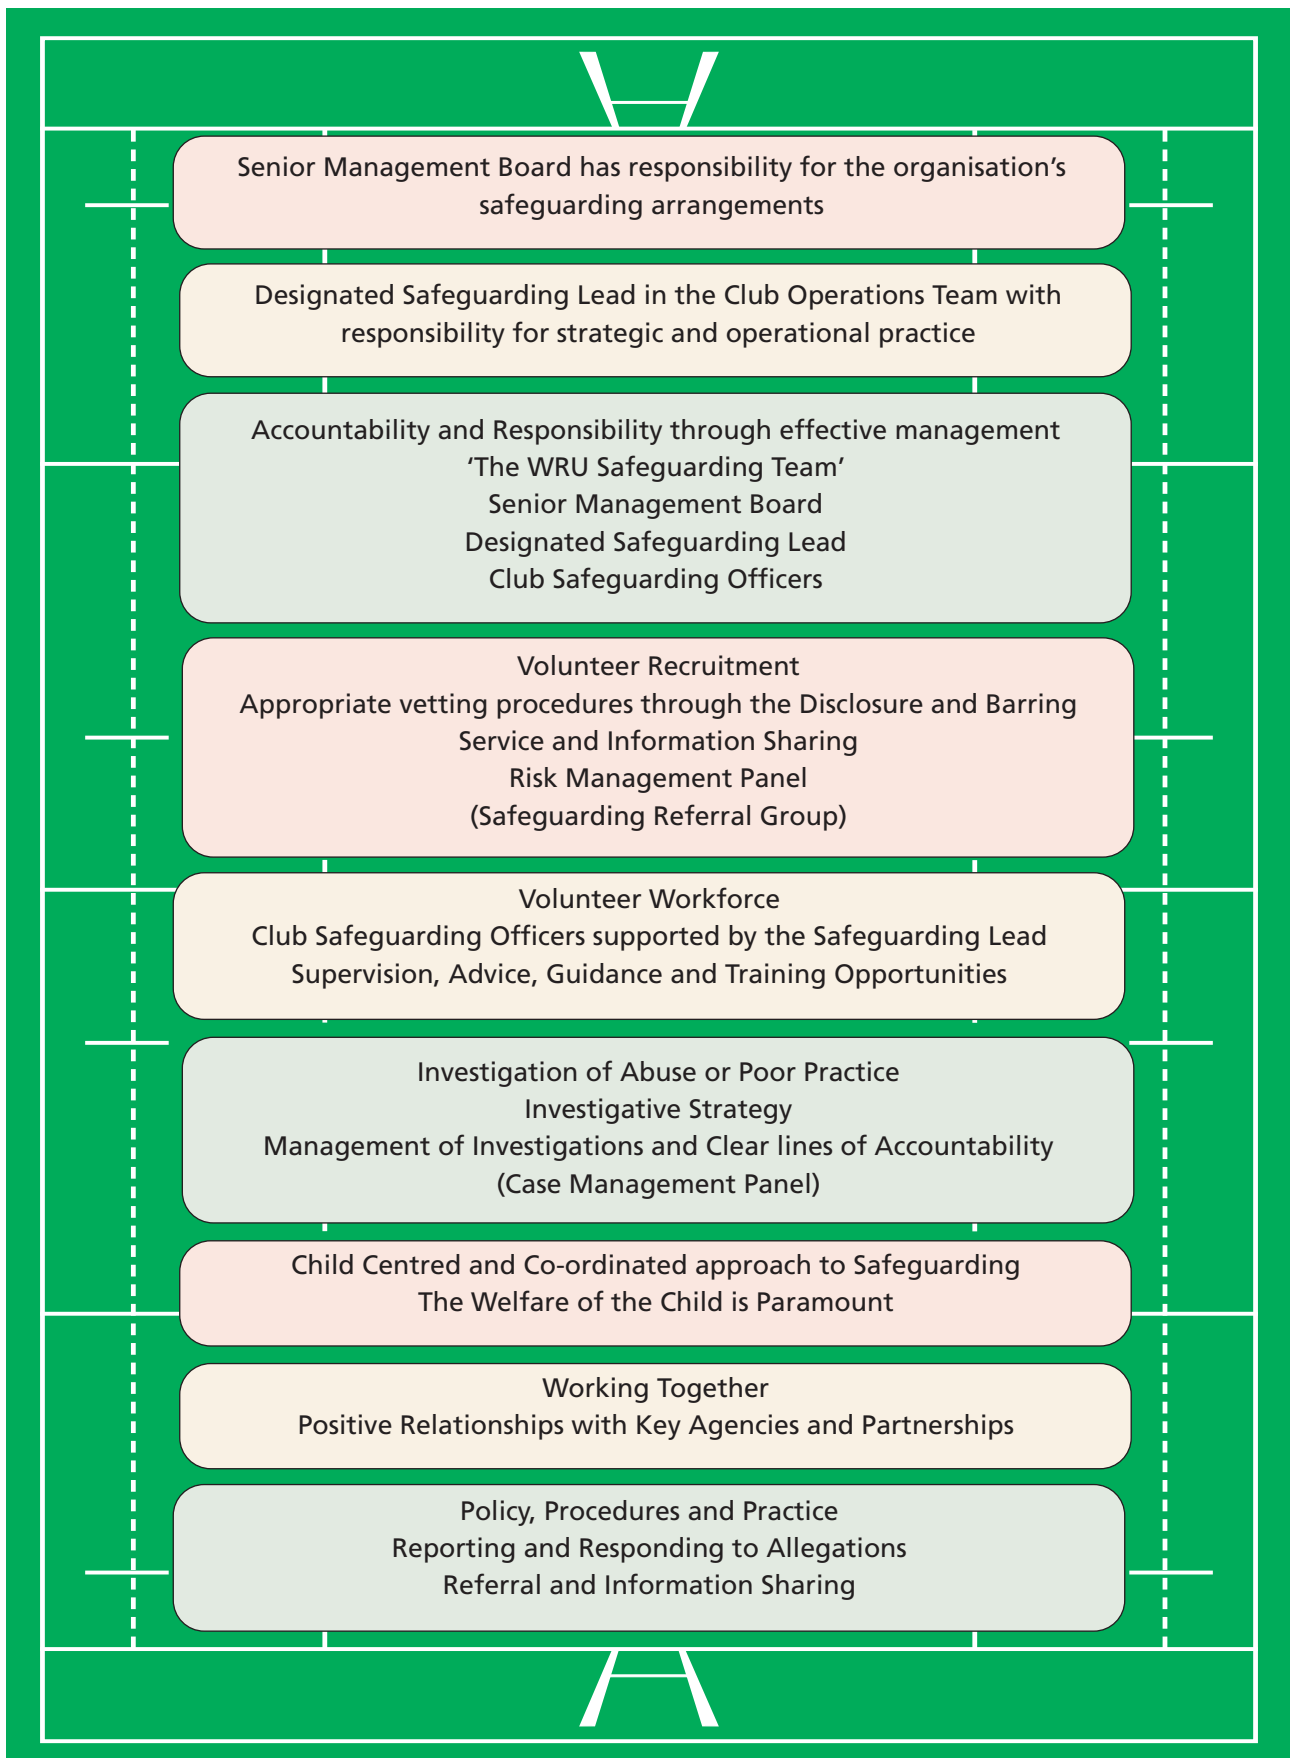 Senior Management Board has responsibility for the organisation’s
safeguarding arrangements
Designated Safeguarding Lead in the Club Operations Team with
responsibility for strategic and operational practice
Accountability and Responsibility through effective management
‘The WRU Safeguarding Team’
Senior Management Board
Designated Safeguarding Lead
Club Safeguarding Officers
Volunteer Recruitment
Appropriate vetting procedures through the Disclosure and Barring
Service and Information Sharing
Risk Management Panel
(Safeguarding Referral Group)
Volunteer Workforce
Club Safeguarding Officers supported by the Safeguarding Lead
Supervision, Advice, Guidance and Training Opportunities
Investigation of Abuse or Poor Practice
Investigative Strategy
Management of Investigations and Clear lines of Accountability
(Case Management Panel)
Child Centred and Co-ordinated approach to Safeguarding
The Welfare of the Child is Paramount
Working Together
Positive Relationships with Key Agencies and Partnerships
Policy, Procedures and Practice
Reporting and Responding to Allegations
Referral and Information Sharing